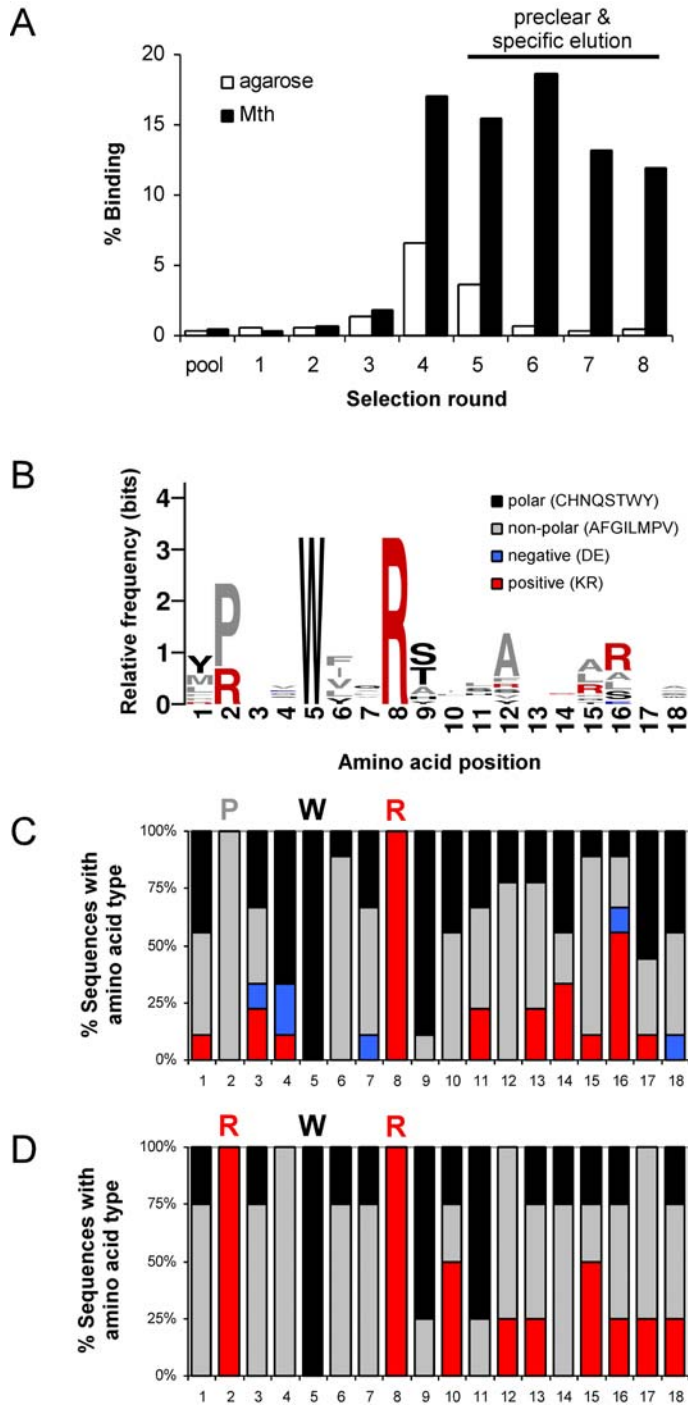 A
preclear &
specific elution
agarose
Mth
20
15
10
5
0
% Binding
pool 1 2 3 4 5 6 7 8
Selection round
B
Relative frequency (bits)
4
3
2
1
0
polar (CHNQSTWY)
non-polar (AFGILMPV)
negative (DE)
positive (KR)
Y
M
P
R
W
F
I
V
R
S
T
A
A
A
L
R
R
A
S
1 2 3 4 5 6 7 8 9 10 11 12 13 14 15 16 17 18
Amino acid position
C
P W R
% Sequences with
amino acid type
100%
75%
50%
25%
0%
1 2 3 4 5 6 7 8 9 10 11 12 13 14 15 16 17 18
D
R W R
% Sequences with
amino acid type
100%
75%
50%
25%
0%
1 2 3 4 5 6 7 8 9 10 11 12 13 14 15 16 17 18